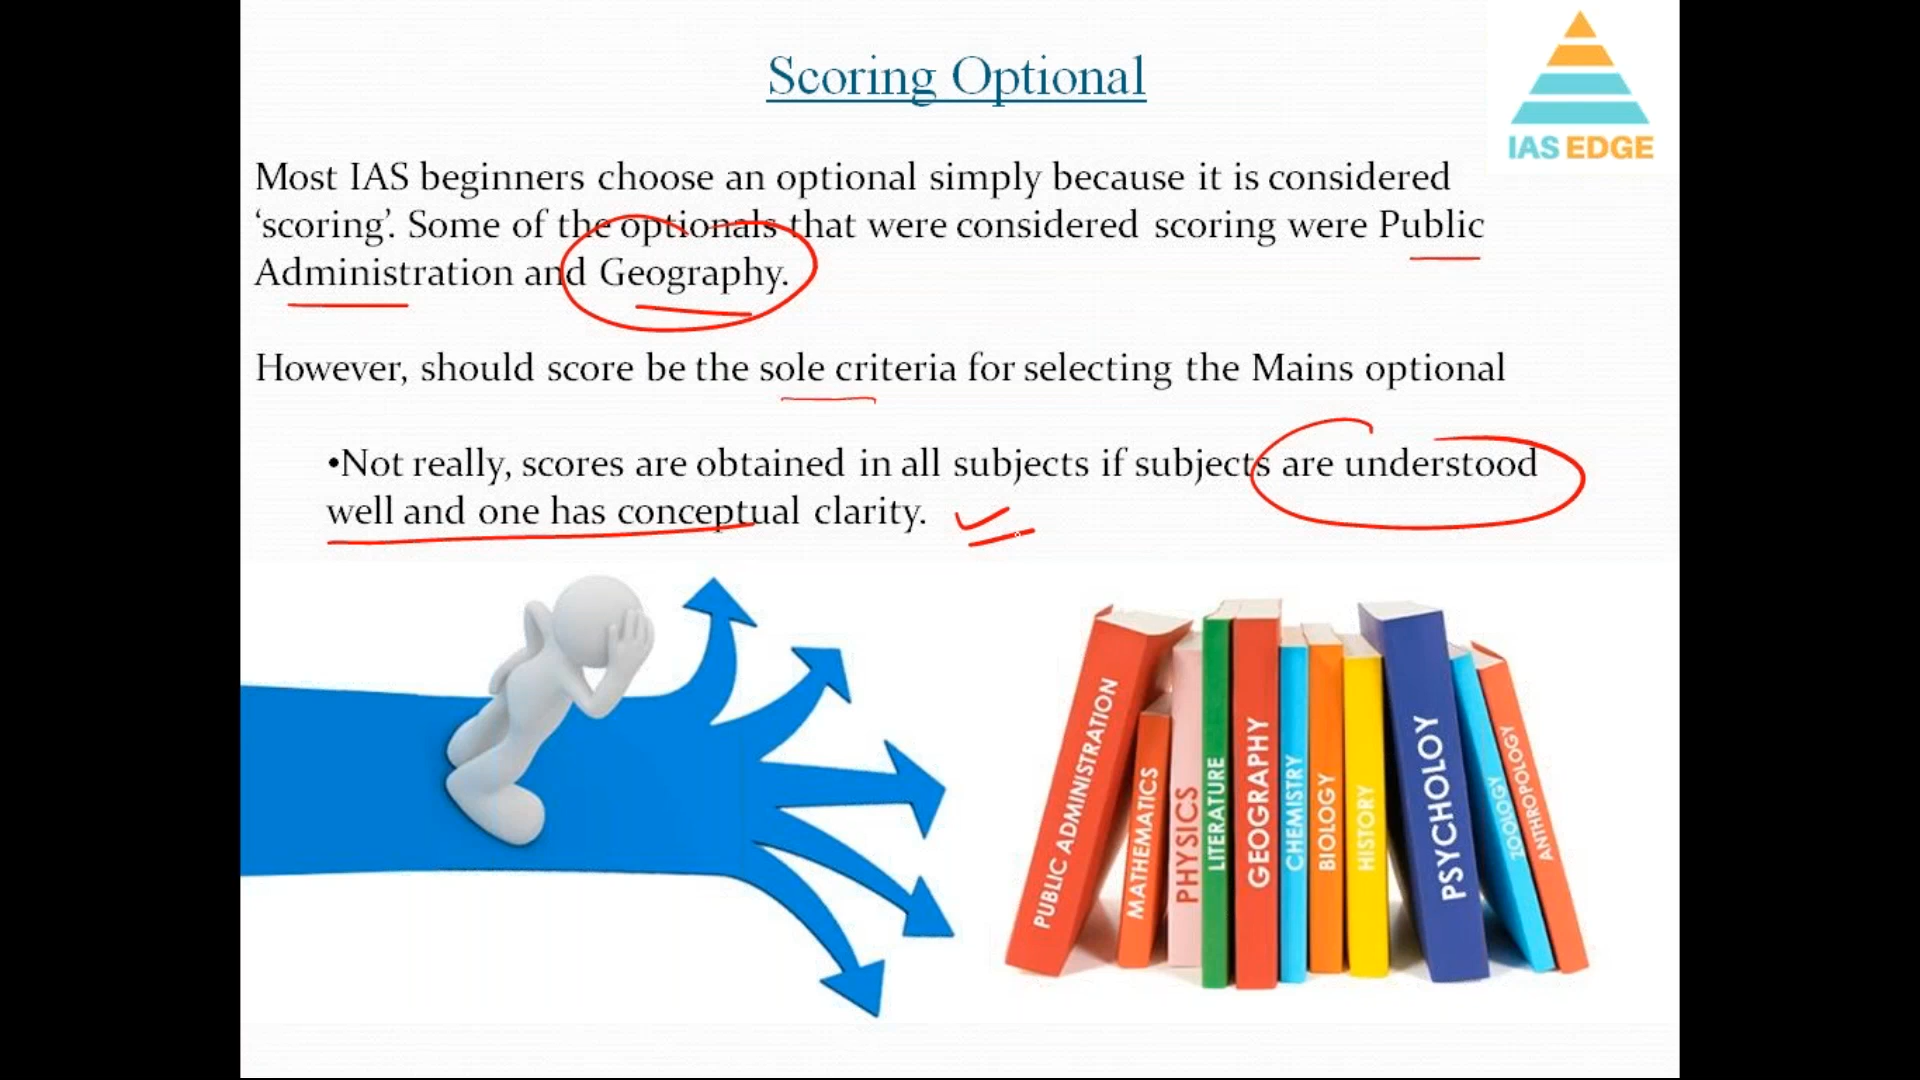 Scoring Optional
IAS EDGE
Most IAS beginners choose an optional simply because it is considered
‘scoring’. Some of the optionals that were considered scoring were Public
Administration and Geography.
However, should score be the sole criteria for selecting the Mains optional
•Not really, scores are obtained in all subjects if subjects are understood
well and one has conceptual clarity.
PUBLIC ADMINISTRATION
MATHEMATICS
PHYSICS
LITERATURE
GEOGRAPHY
CHEMISTRY
BIOLOGY
HISTORY
PSYCHOLOY
ZOOLOGY
ANTHROPOLOGY